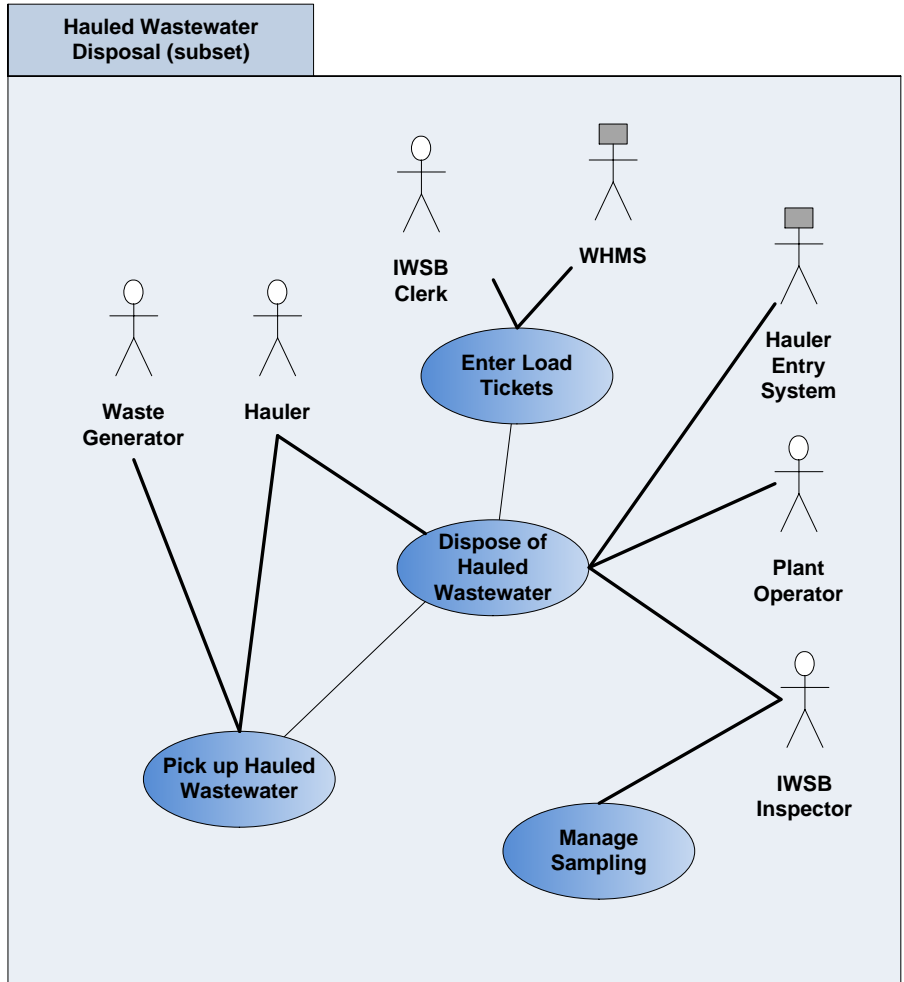 Hauled Wastewater
Disposal (subset)
IWSB
Clerk
WHMS
Hauler
Entry
System
Waste
Generator
Hauler
Enter Load
Tickets
Dispose of
Hauled
Wastewater
Plant
Operator
Pick up Hauled
Wastewater
IWSB
Inspector
Manage
Sampling